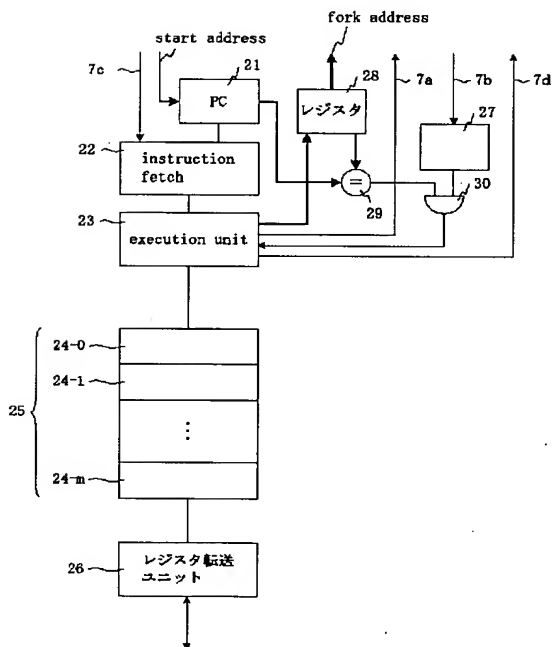 fork address
start address
7c
21
28
7a
7b
7d
PC
レジスタ
27
22
instruction
fetch
=
29
30
23
execution unit
24-0
24-1
25
⋮
24-m
26
レジスタ転送
ユニット